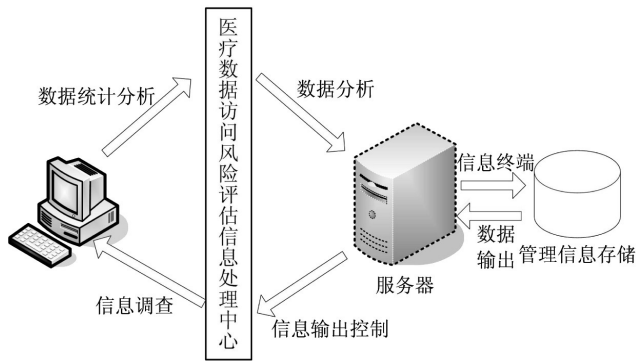 医疗数据访问风险评估信息处理中心
数据统计分析
数据分析
信息终端
数据
输出
管理信息存储
服务器
信息调查
信息输出控制